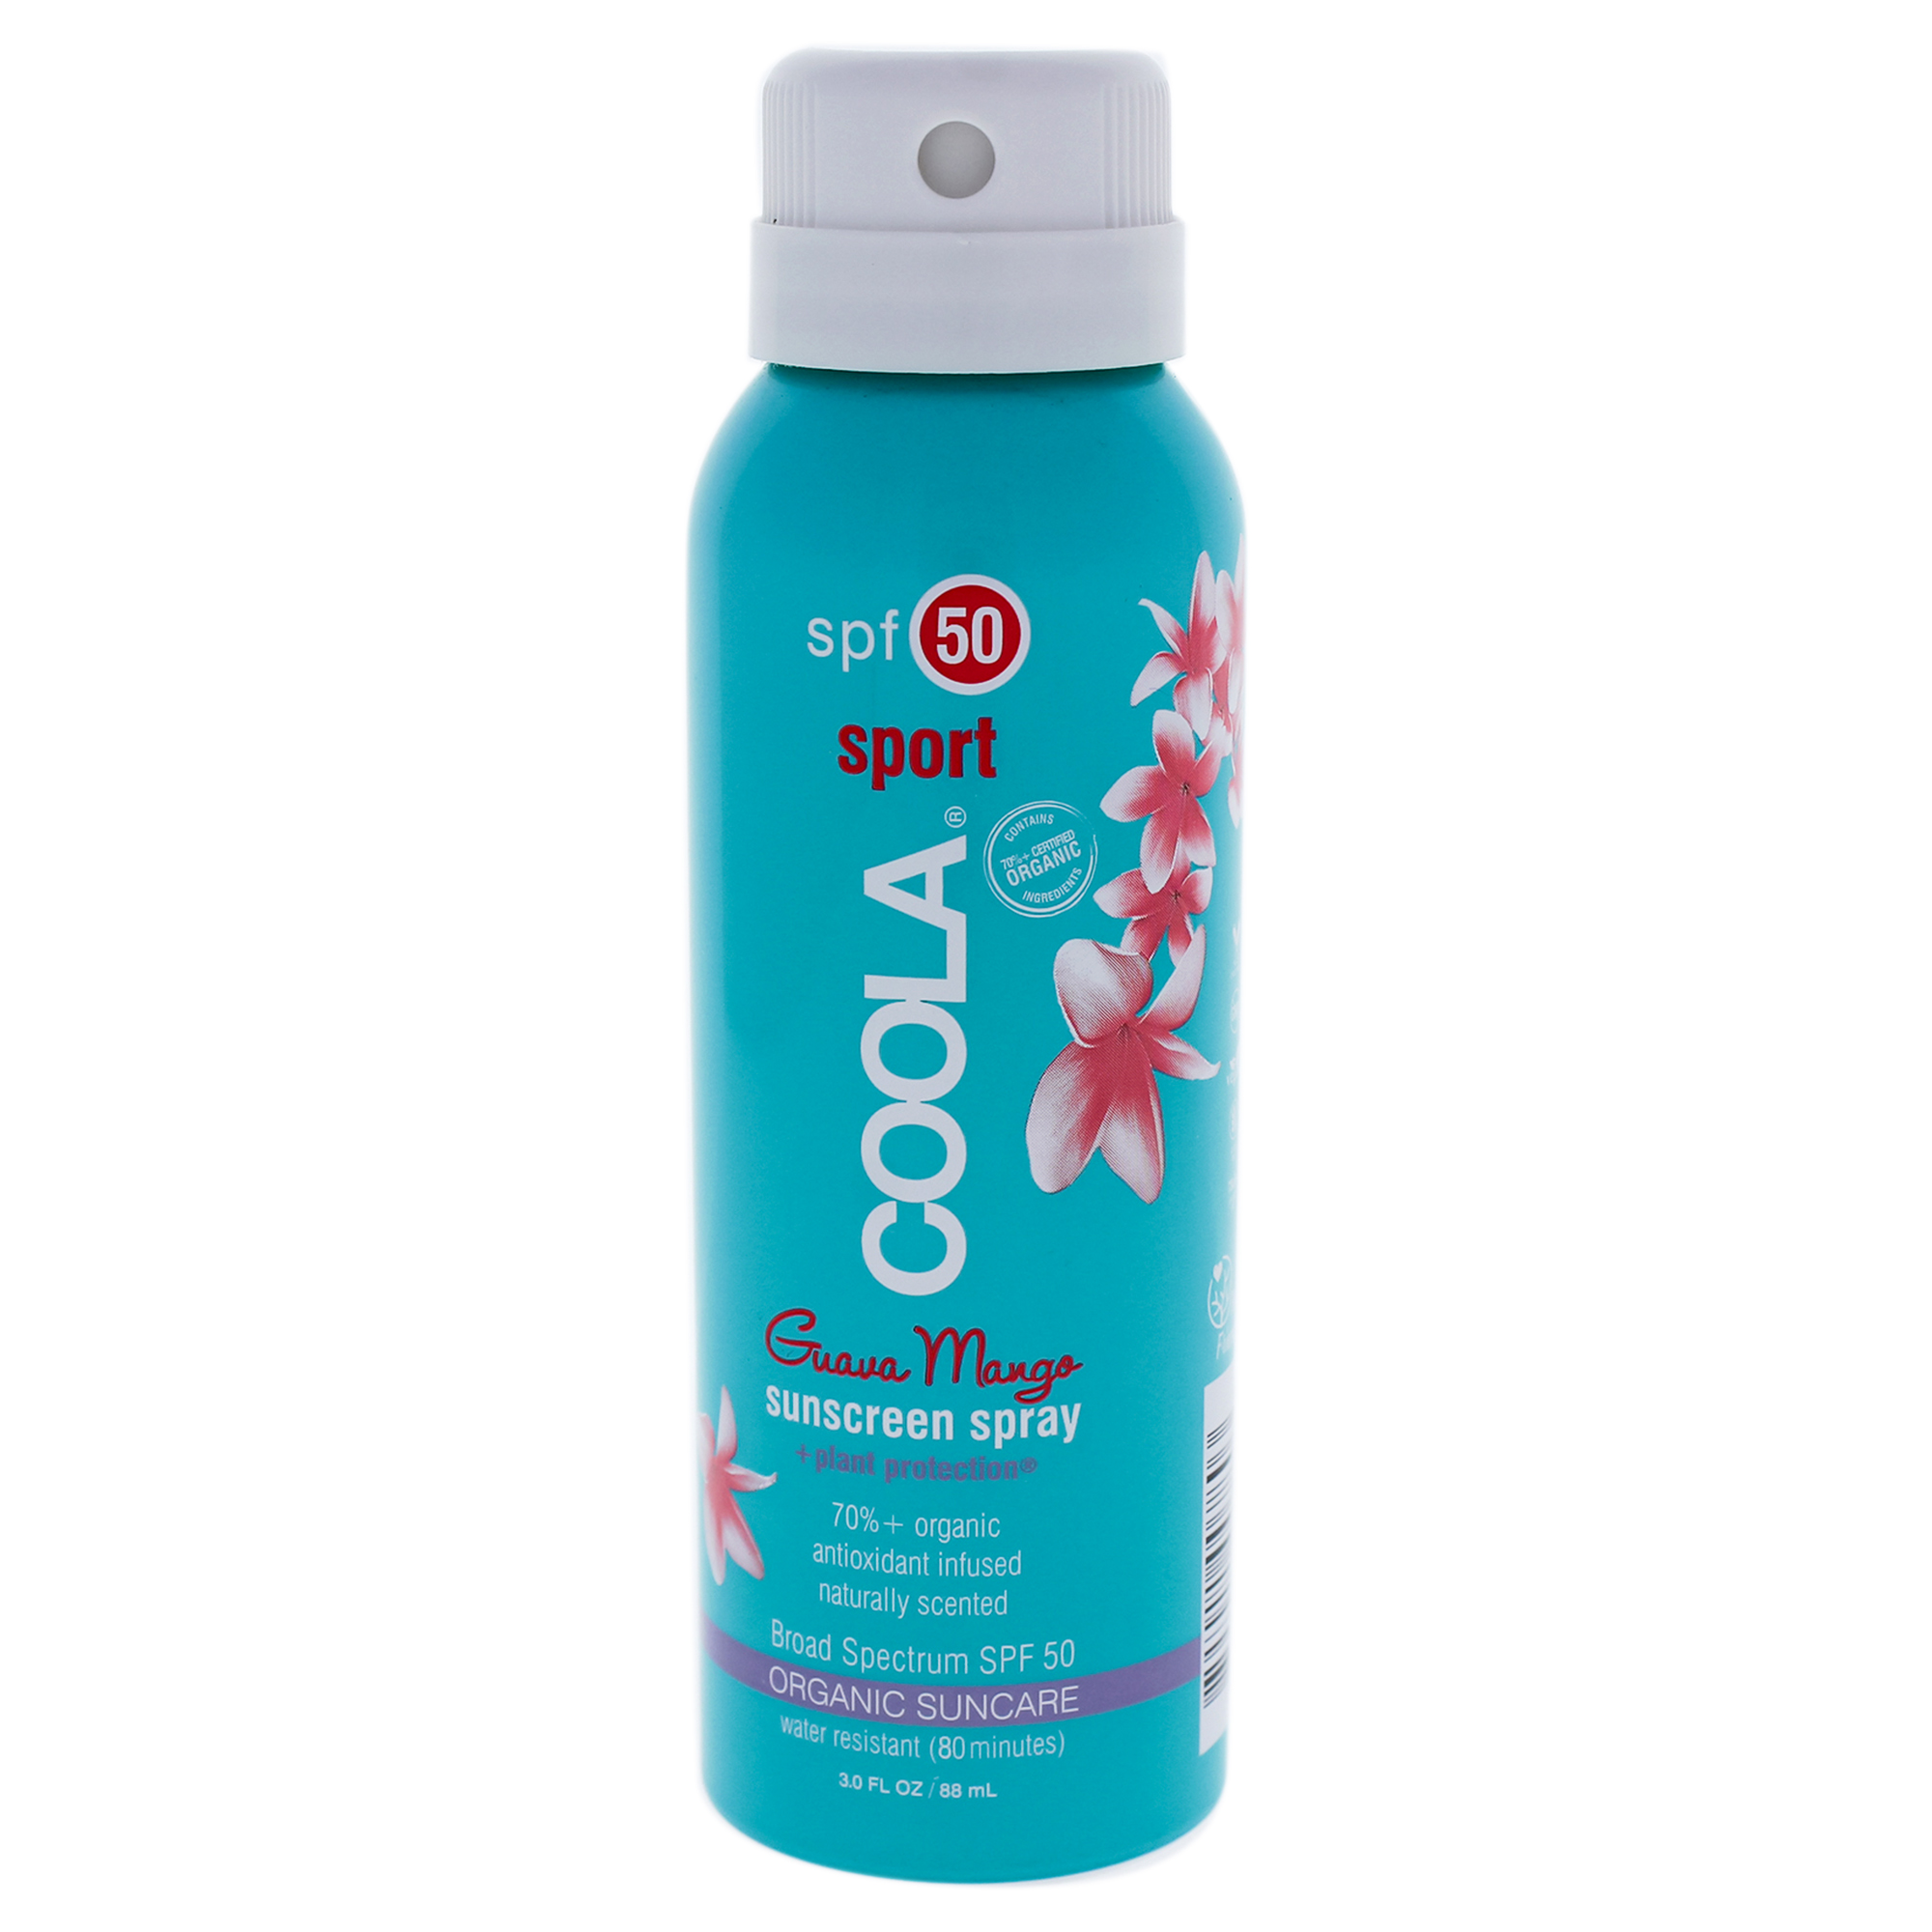 spf 50
sport
COOLA®
CONTAINS
70%+ CERTIFIED
ORGANIC
INGREDIENTS
Guava Mango
sunscreen spray
+plant protection®
70%+ organic
antioxidant infused
naturally scented
Broad Spectrum SPF 50
ORGANIC SUNCARE
water resistant (80 minutes)
3.0 FL OZ / 88 mL